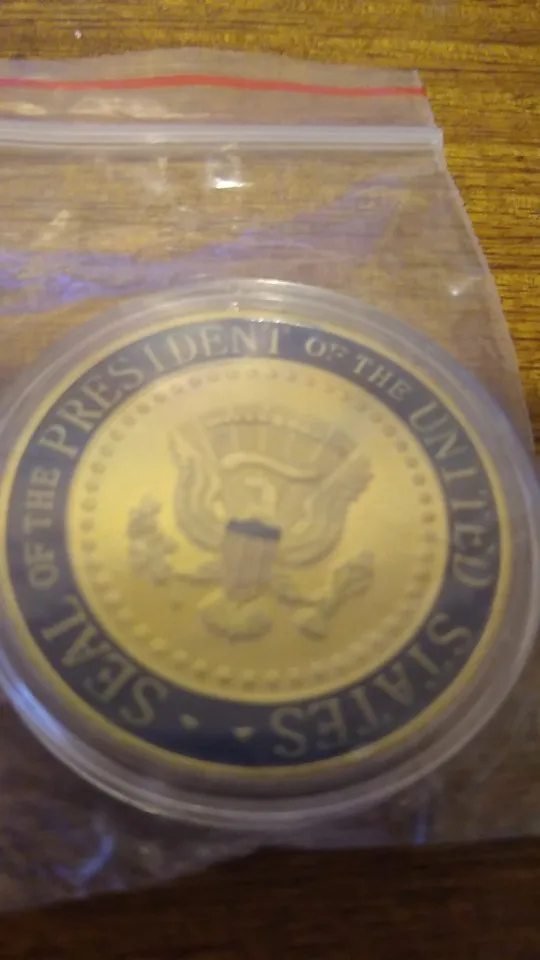 SEAL OF THE PRESIDENT OF THE UNITED STATES